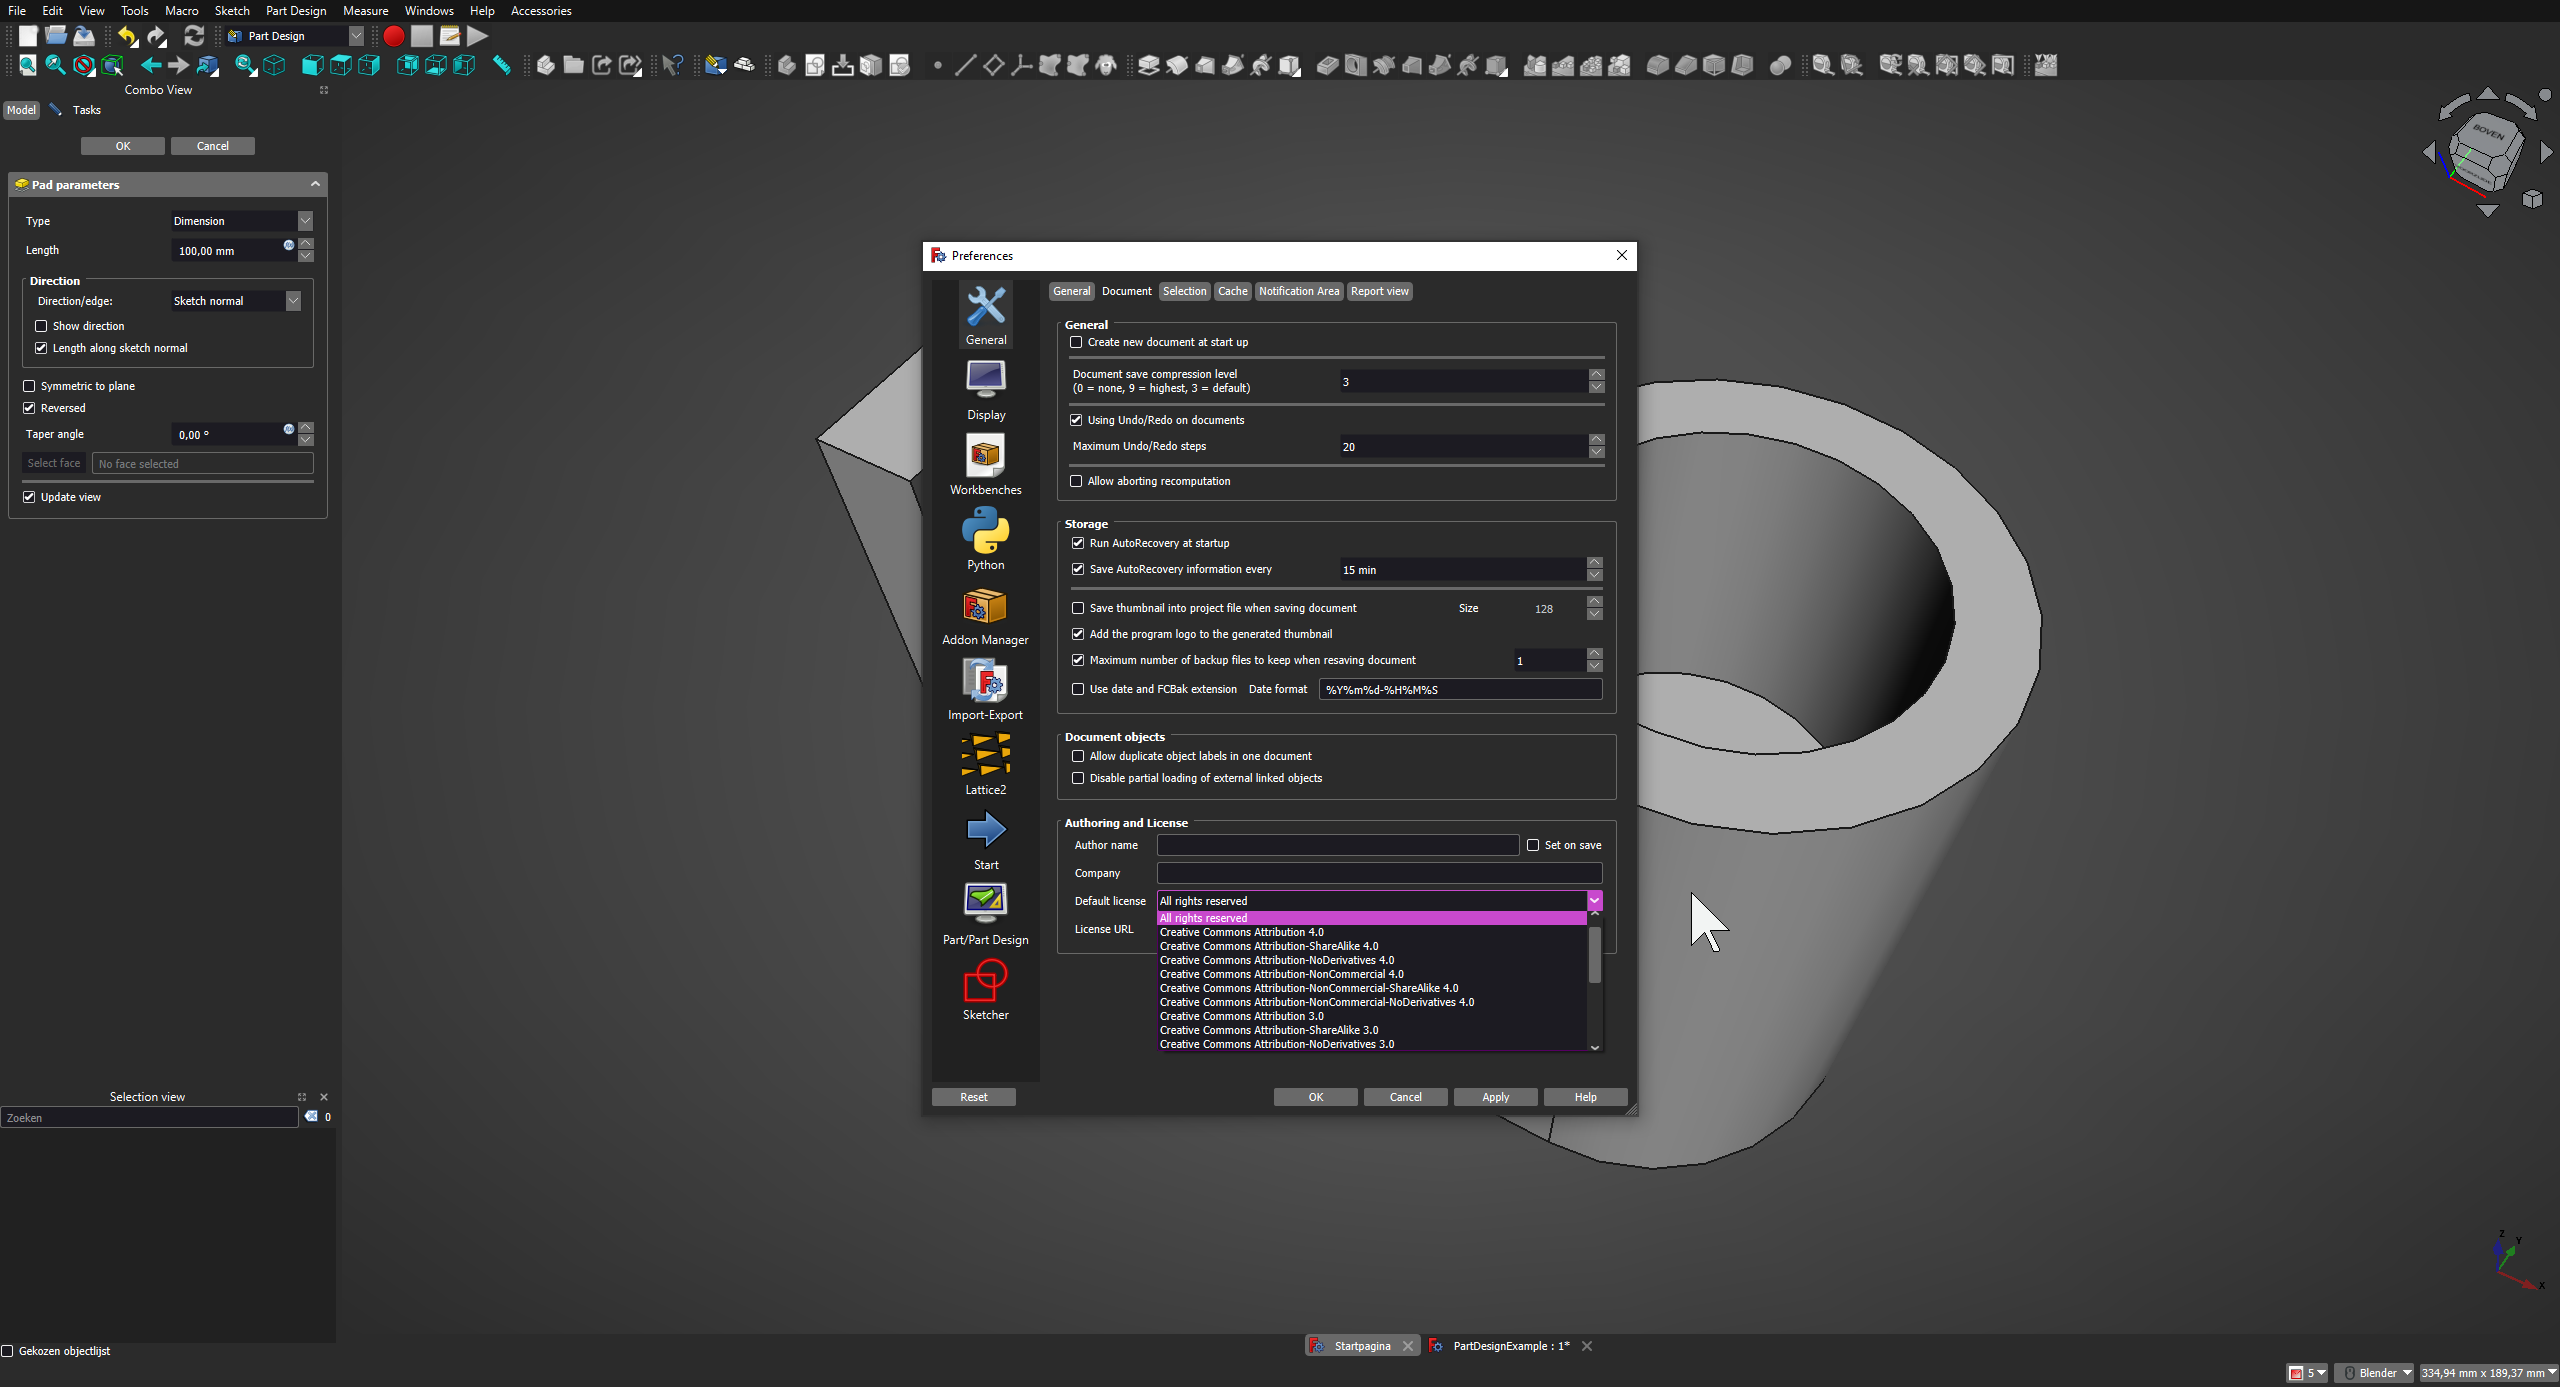 File Edit View Tools Macro Sketch Part Design Measure Windows Help Accessories
Part Design
Combo View
Model Tasks
OK Cancel
Pad parameters
Type Dimension
Length 100,00 mm
Direction
Direction/edge: Sketch normal
Show direction
Length along sketch normal
Symmetric to plane
Reversed
Taper angle 0,00 °
Select face No face selected
Update view
Selection view
Zoeken 0
Gekozen objectlijst
Preferences
General
Display
Workbenches
Python
Addon Manager
Import-Export
Lattice2
Start
Part/Part Design
Sketcher
General Document Selection Cache Notification Area Report view
General
Create new document at start up
Document save compression level
(0 = none, 9 = highest, 3 = default) 3
Using Undo/Redo on documents
Maximum Undo/Redo steps 20
Allow aborting recomputation
Storage
Run AutoRecovery at startup
Save AutoRecovery information every 15 min
Save thumbnail into project file when saving document Size 128
Add the program logo to the generated thumbnail
Maximum number of backup files to keep when resaving document 1
Use date and FCBak extension Date format %Y%m%d-%H%M%S
Document objects
Allow duplicate object labels in one document
Disable partial loading of external linked objects
Authoring and License
Author name Set on save
Company
Default license All rights reserved
License URL
All rights reserved
Creative Commons Attribution 4.0
Creative Commons Attribution-ShareAlike 4.0
Creative Commons Attribution-NoDerivatives 4.0
Creative Commons Attribution-NonCommercial 4.0
Creative Commons Attribution-NonCommercial-ShareAlike 4.0
Creative Commons Attribution-NonCommercial-NoDerivatives 4.0
Creative Commons Attribution 3.0
Creative Commons Attribution-ShareAlike 3.0
Creative Commons Attribution-NoDerivatives 3.0
Reset OK Cancel Apply Help
BOVEN
Z
Y
X
Startpagina PartDesignExample : 1*
5 Blender 334,94 mm x 189,37 mm